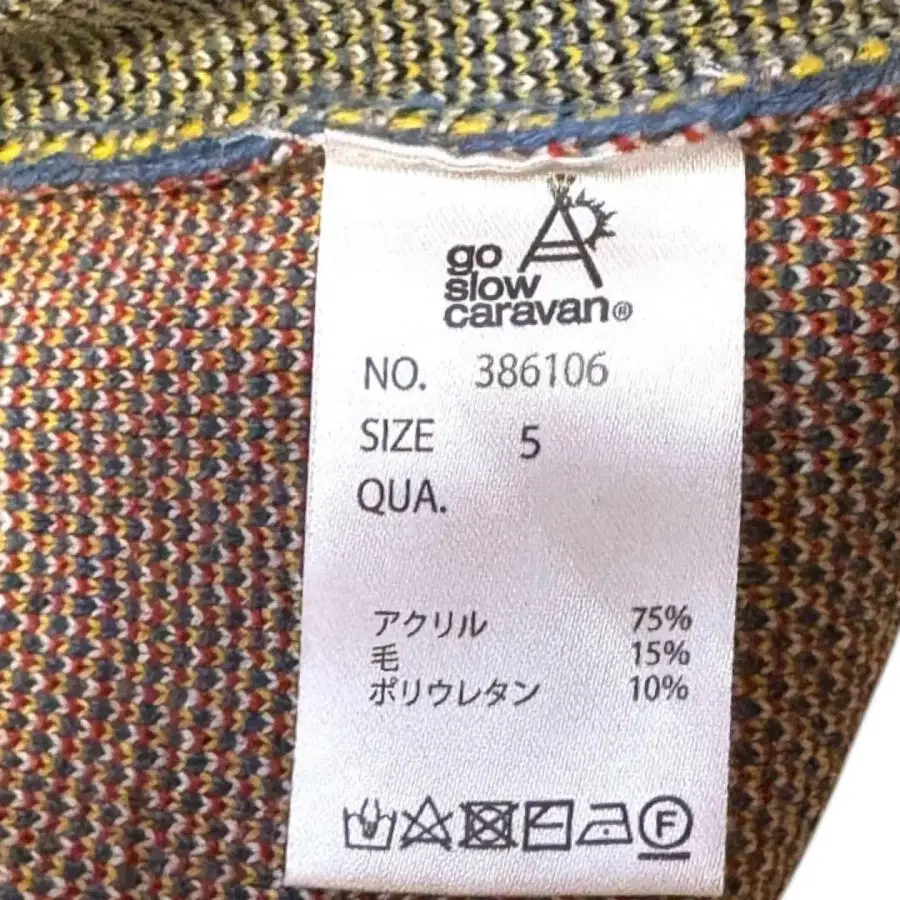 go
slow
caravan®
NO. 386106
SIZE 5
QUA.
アクリル 75%
毛 15%
ポリウレタン 10%
F